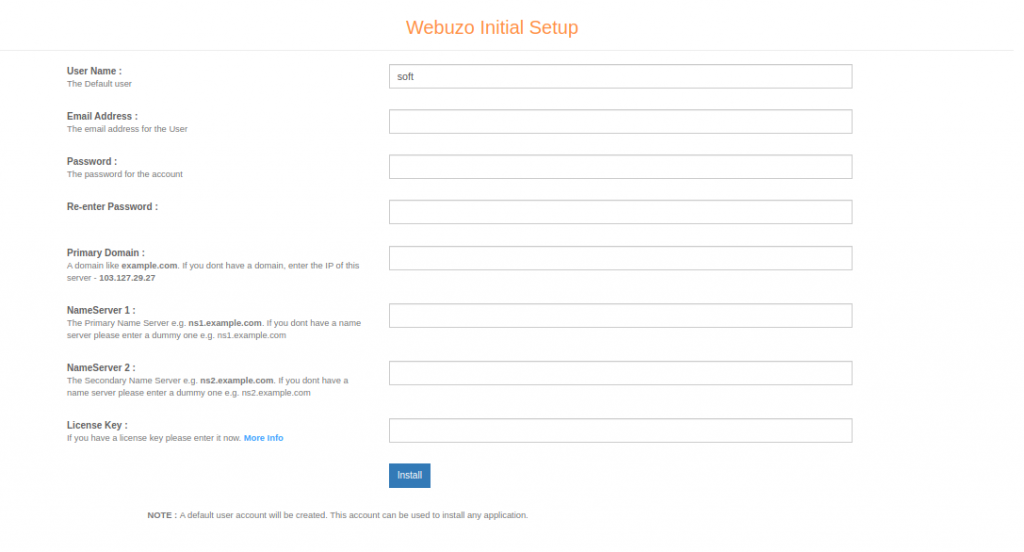 Webuzo Initial Setup
User Name :
soft
The Default user
Email Address :
The email address for the User
Password :
The password for the account
Re-enter Password :
Primary Domain :
A domain like example.com. If you dont have a domain, enter the IP of this
server - 103.127.29.27
NameServer 1 :
The Primary Name Server e.g. ns1.example.com. If you dont have a name
server please enter a dummy one e.g. ns1.example.com
NameServer 2 :
The Secondary Name Server e.g. ns2.example.com. If you dont have a
name server please enter a dummy one e.g. ns2.example.com
License Key :
If you have a license key please enter it now. More Info
Install
NOTE : A default user account will be created. This account can be used to install any application.